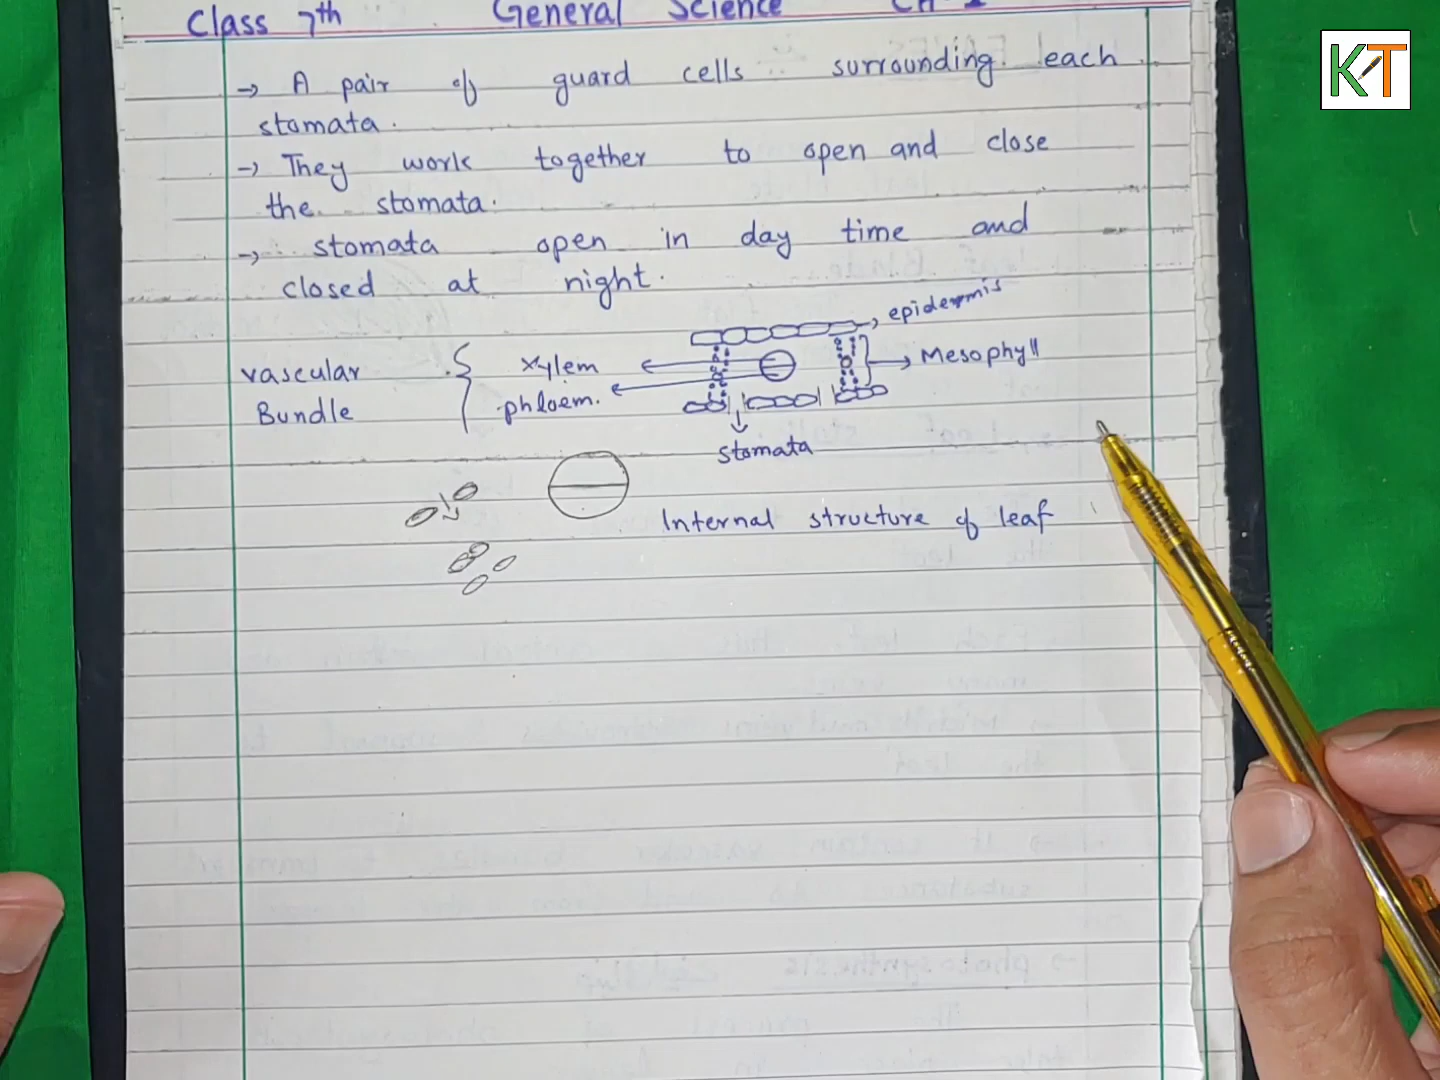 Class 7th General Science CH-1
→ A pair of guard cells surrounding each
stomata.
→ They work together to open and close
the stomata.
→ stomata open in day time and
closed at night.
epidermis
Vascular Bundle
xylem
phloem.
Mesophyll
stomata
Internal structure of leaf
KT